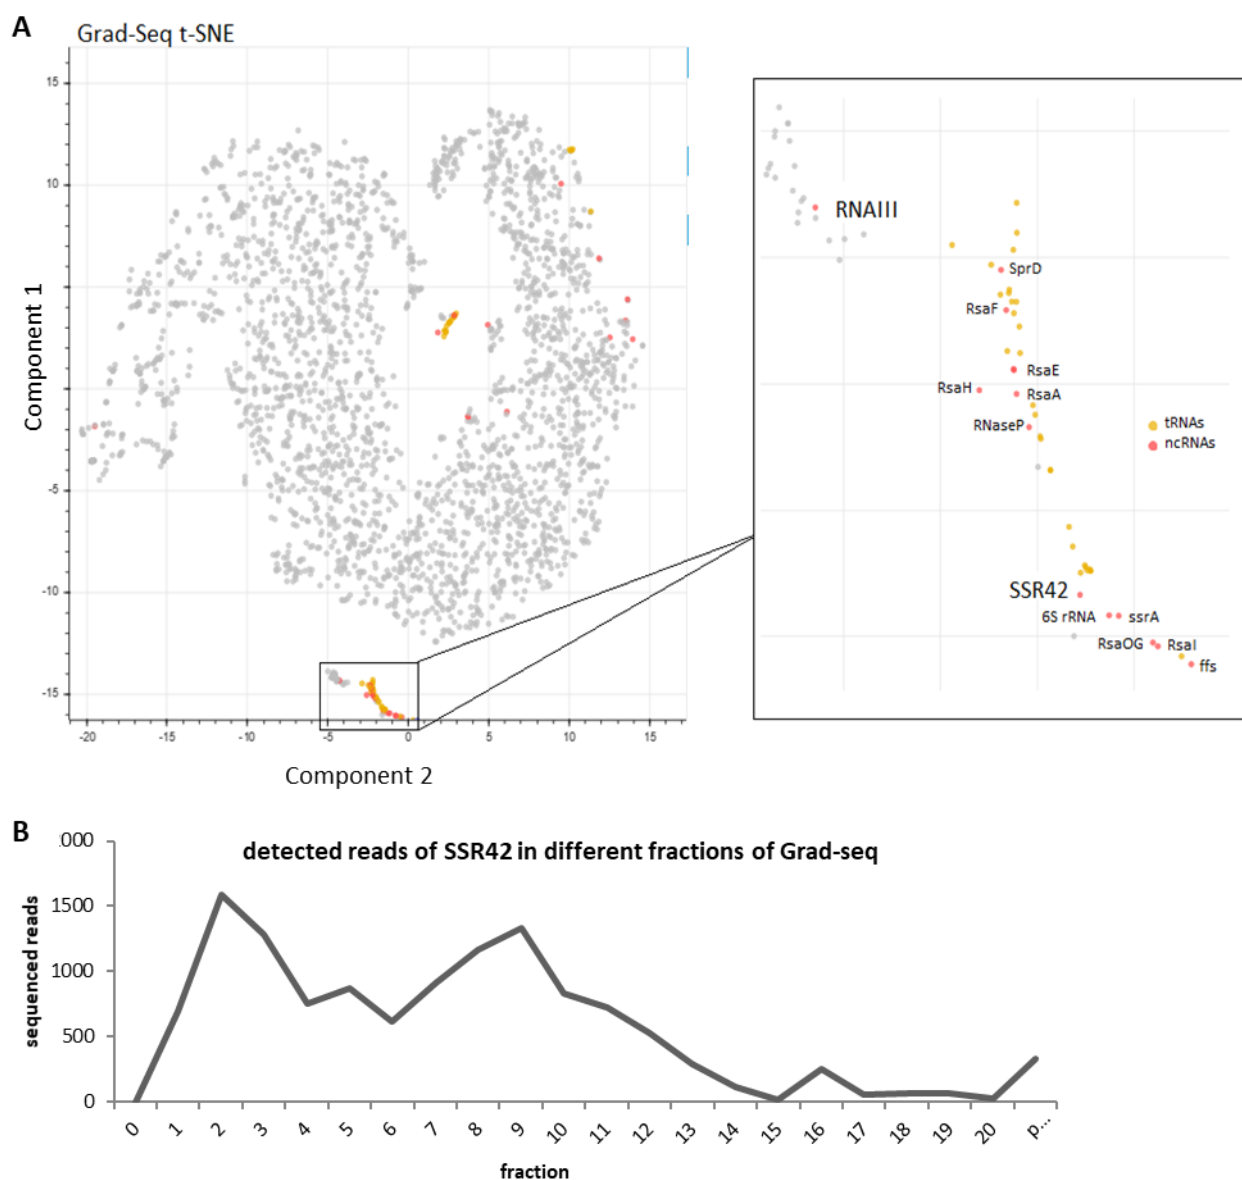 A
Grad-Seq t-SNE
15
10
-5
-10
-15
-20
-15
-10
-5
0
5
10
15
Component 1
Component 2
RNAIII
SprD
RsaF
RsaE
RsaH
RsaA
RNaseP
tRNAs
ncRNAs
SSR42
6S rRNA
ssrA
RsaOG
RsaI
ffs
B
detected reads of SSR42 in different fractions of Grad-seq
000
1500
1000
500
0
sequenced reads
0
1
2
3
4
5
6
7
8
9
10
11
12
13
14
15
16
17
18
19
20
p...
fraction